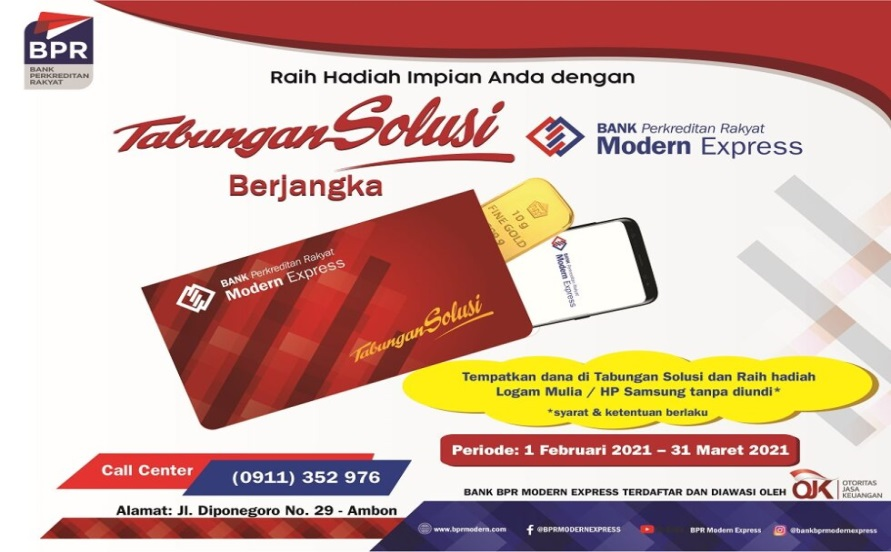 BPR
BANK
PERKREDITAN
RAKYAT
Raih Hadiah Impian Anda dengan
Tabungan Solusi
Berjangka
BANK Perkreditan Rakyat
Modern Express
10 g
FINE GOLD
BANK Perkreditan Rakyat
Modern Express
BANK Perkreditan Rakyat
Modern Express
Tabungan Solusi
Tempatkan dana di Tabungan Solusi dan Raih hadiah
Logam Mulia / HP Samsung tanpa diundi*
*syarat & ketentuan berlaku
Periode: 1 Februari 2021 – 31 Maret 2021
Call Center
(0911) 352 976
Alamat: Jl. Diponegoro No. 29 - Ambon
BANK BPR MODERN EXPRESS TERDAFTAR DAN DIAWASI OLEH
OJK
OTORITAS
JASA
KEUANGAN
www.bprmodern.com
@BPRMODERNEXPRESS
BPR Modern Express
@bankbprmodernexpress